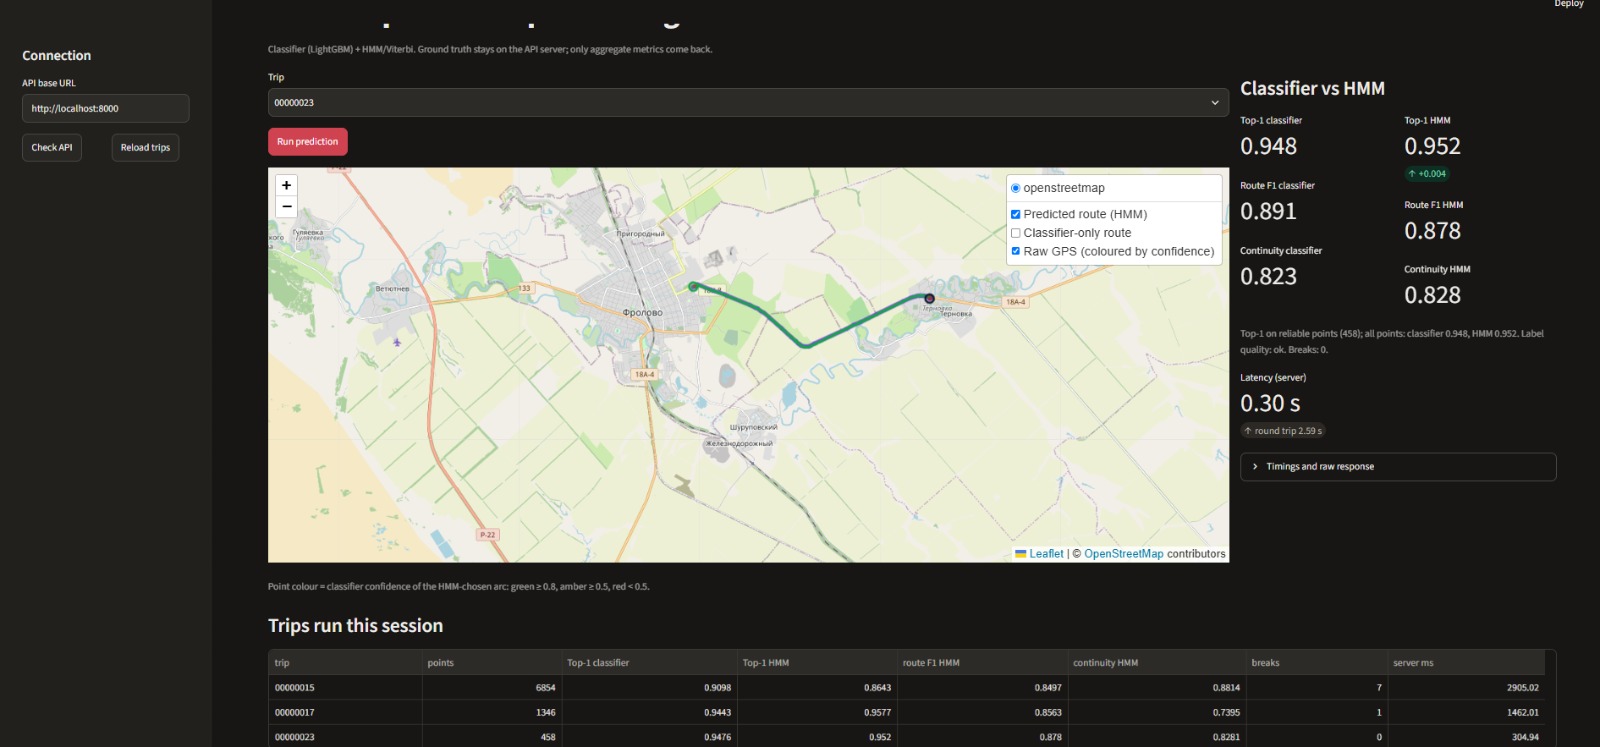 Deploy
Connection
API base URL
http://localhost:8000
Check API
Reload trips
Classifier (LightGBM) + HMM/Viterbi. Ground truth stays on the API server; only aggregate metrics come back.
Trip
00000023
Run prediction
+
−
openstreetmap
Predicted route (HMM)
Classifier-only route
Raw GPS (coloured by confidence)
Гуляевка
Пригородный
Ветютнев
133
Фролово
Терновка
Терновка
18А-4
18А-4
Шуруповский
Железнодорожный
Р-22
Leaflet | © OpenStreetMap contributors
Point colour = classifier confidence of the HMM-chosen arc: green ≥ 0.8, amber ≥ 0.5, red < 0.5.
Classifier vs HMM
Top-1 classifier
0.948
Top-1 HMM
0.952
↑ +0.004
Route F1 classifier
0.891
Route F1 HMM
0.878
Continuity classifier
0.823
Continuity HMM
0.828
Top-1 on reliable points (458); all points: classifier 0.948, HMM 0.952. Label
quality: ok. Breaks: 0.
Latency (server)
0.30 s
↑ round trip 2.59 s
Timings and raw response
Trips run this session
trip points Top-1 classifier Top-1 HMM route F1 HMM continuity HMM breaks server ms
00000015 6854 0.9098 0.8643 0.8497 0.8814 7 2905.02
00000017 1346 0.9443 0.9577 0.8563 0.7395 1 1462.01
00000023 458 0.9476 0.952 0.878 0.8281 0 304.94